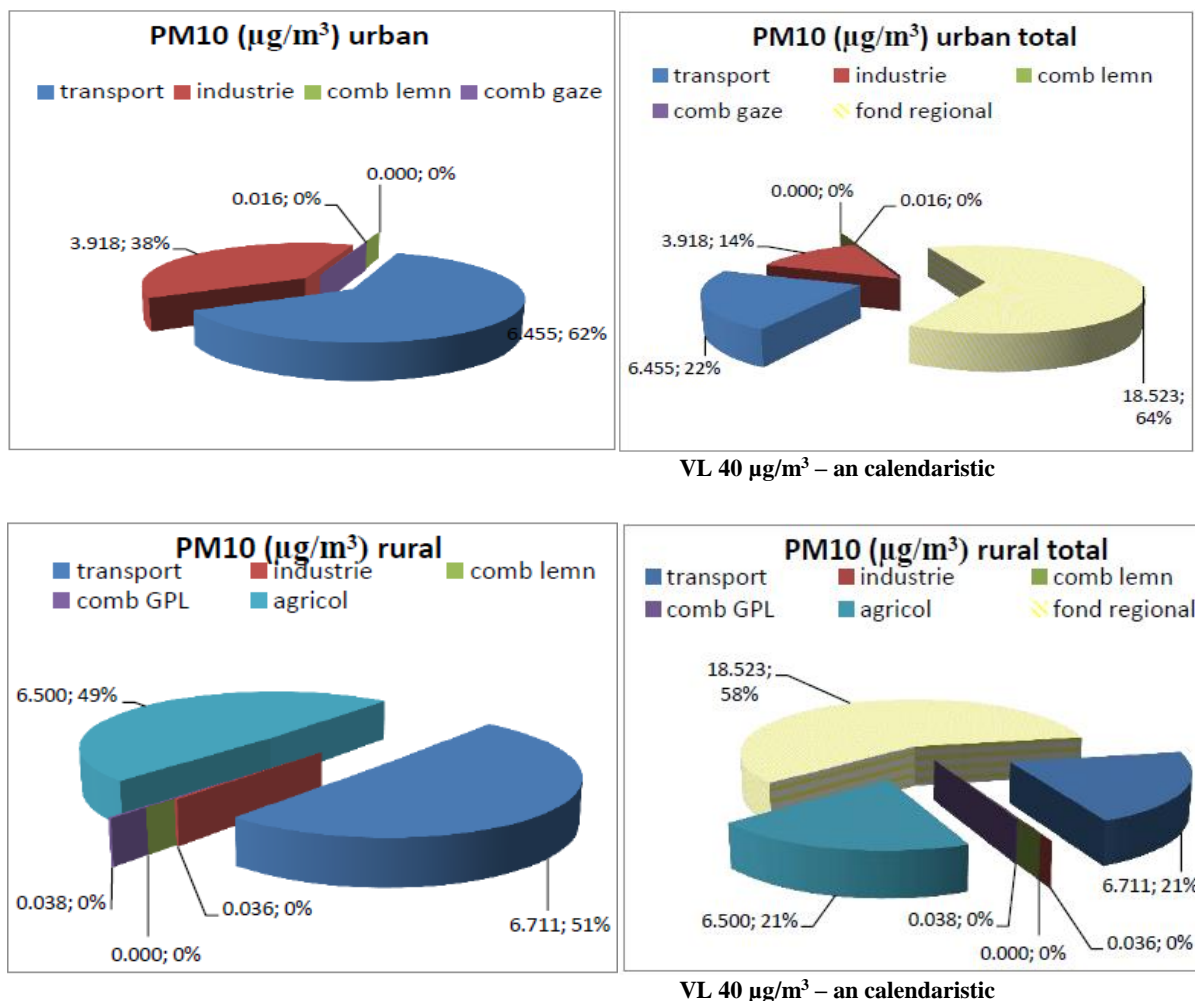 PM10 (µg/m³) urban
transport industrie comb lemn comb gaze
0.000; 0%
0.016; 0%
3.918; 38%
6.455; 62%
PM10 (µg/m³) urban total
transport industrie comb lemn
comb gaze fond regional
0.000; 0%
0.016; 0%
3.918; 14%
6.455; 22%
18.523;
64%
VL 40 µg/m³ – an calendaristic
PM10 (µg/m³) rural
transport industrie comb lemn
comb GPL agricol
6.500; 49%
0.038; 0%
0.036; 0%
0.000; 0%
6.711; 51%
PM10 (µg/m³) rural total
transport industrie comb lemn
comb GPL agricol fond regional
18.523;
58%
6.711; 21%
6.500; 21%
0.038; 0%
0.036; 0%
0.000; 0%
VL 40 µg/m³ – an calendaristic